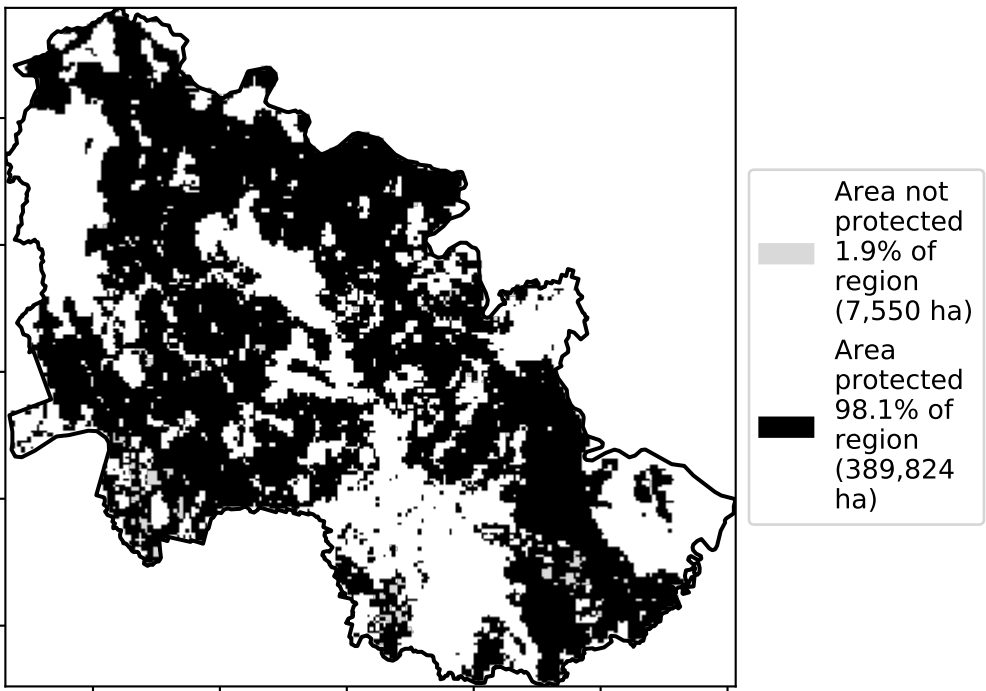 Area not
protected
1.9% of
region
(7,550 ha)
Area
protected
98.1% of
region
(389,824
ha)